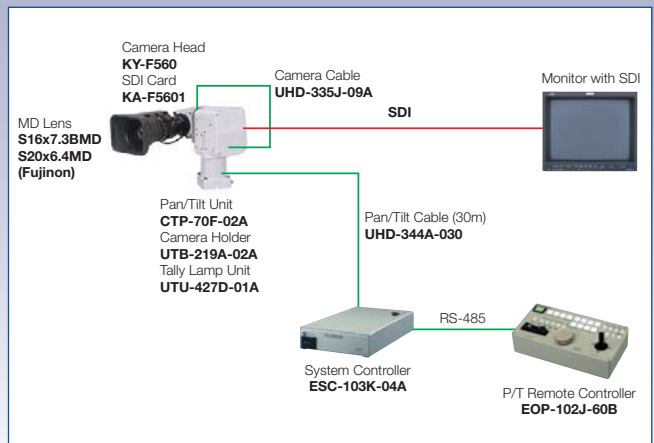 Camera Head
KY-F560
SDI Card
KA-F5601
Camera Cable
UHD-335J-09A
Monitor with SDI
SDI
MD Lens
S16x7.3BMD
S20x6.4MD
(Fujinon)
Pan/Tilt Unit
CTP-70F-02A
Camera Holder
UTB-219A-02A
Tally Lamp Unit
UTU-427D-01A
Pan/Tilt Cable (30m)
UHD-344A-030
RS-485
System Controller
ESC-103K-04A
P/T Remote Controller
EOP-102J-60B